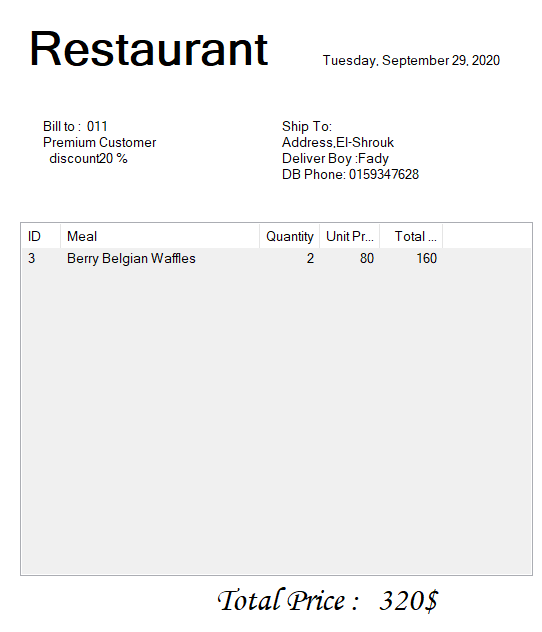 Restaurant
Tuesday, September 29, 2020
Bill to : 011
Premium Customer
discount20 %
Ship To:
Address,El-Shrouk
Deliver Boy :Fady
DB Phone: 0159347628
ID Meal Quantity Unit Pr... Total ...
3 Berry Belgian Waffles 2 80 160
Total Price : 320$